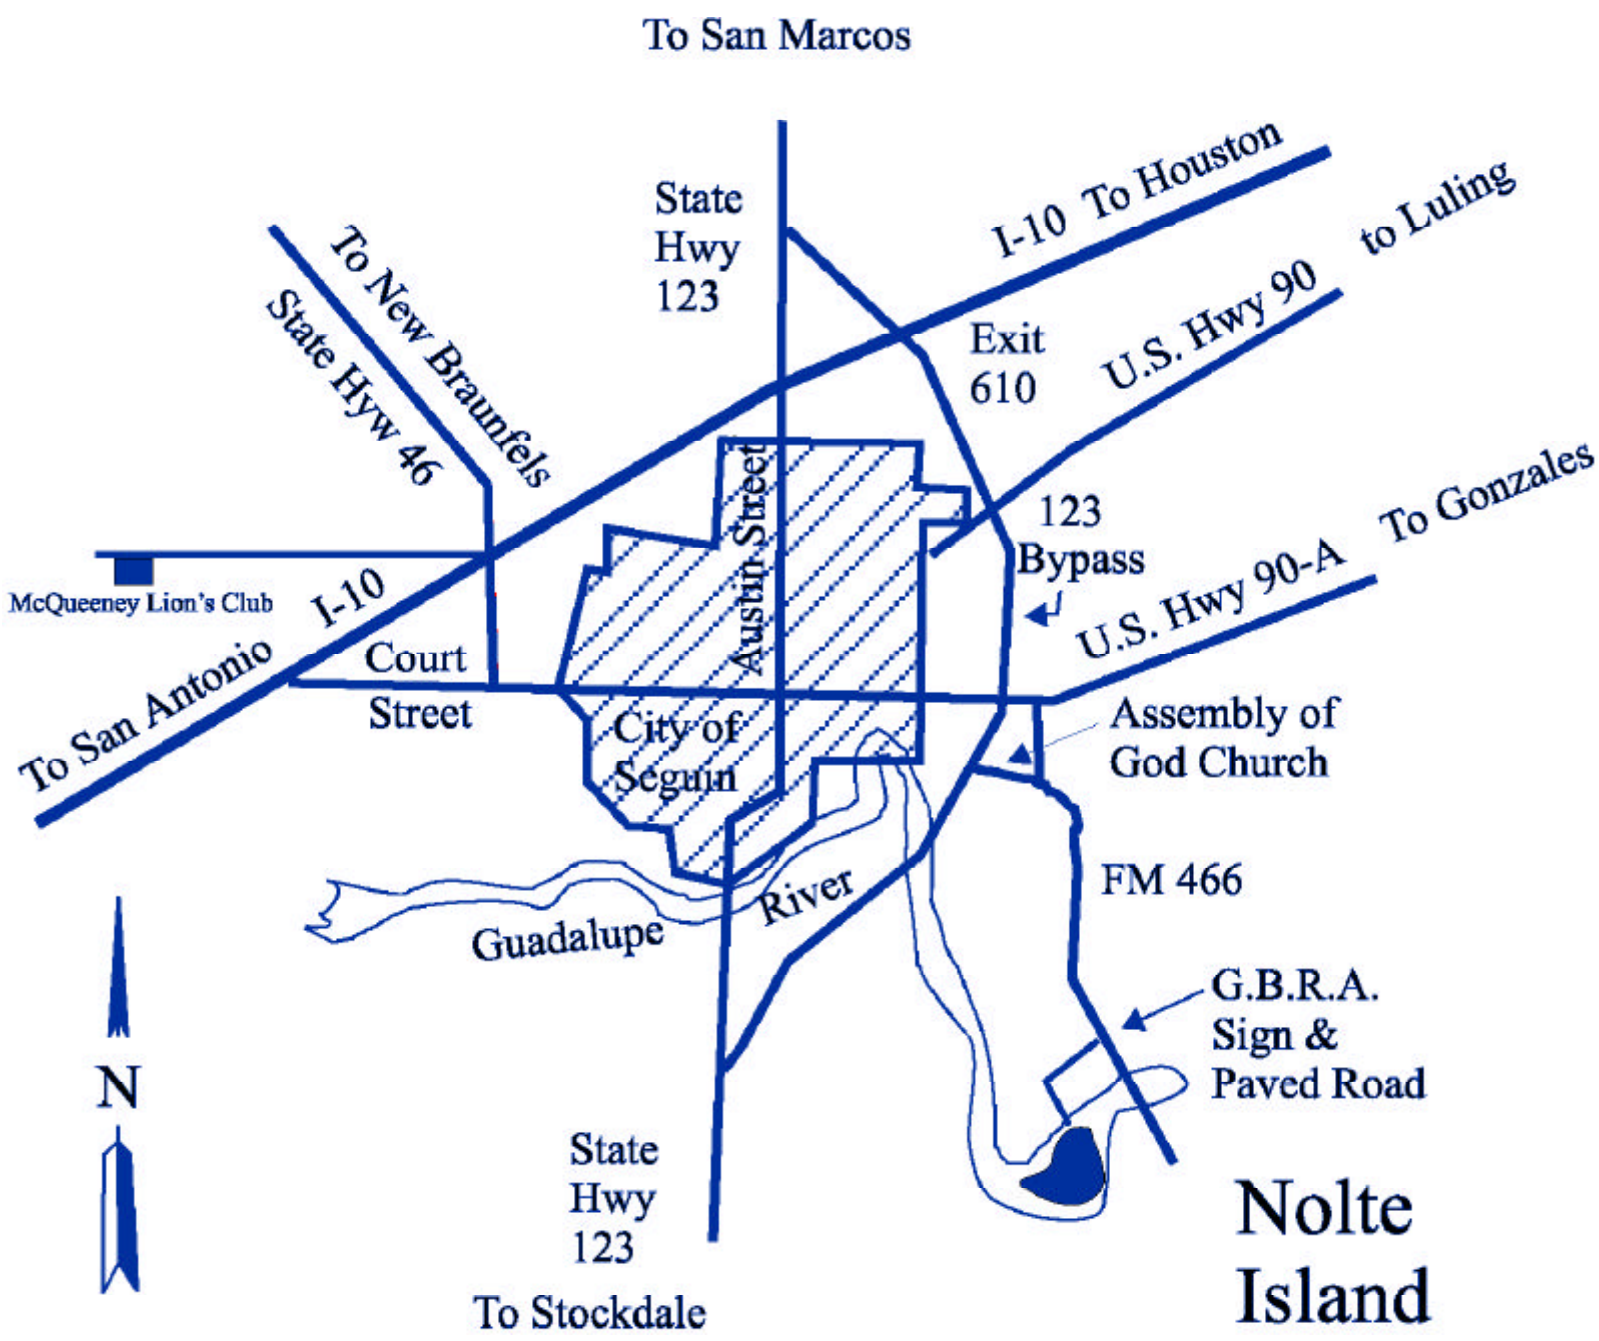 To San Marcos
State
Hwy
123
I-10 To Houston
to Luling
U.S. Hwy 90
To New Braunfels
State Hyw 46
Exit
610
To Gonzales
123
Bypass
Austin Street
McQueeney Lion's Club
I-10
To San Antonio
U.S. Hwy 90-A
Court
Street
City of
Seguin
Assembly of
God Church
FM 466
River
Guadalupe
G.B.R.A.
Sign &
Paved Road
N
State
Hwy
123
To Stockdale
Nolte
Island